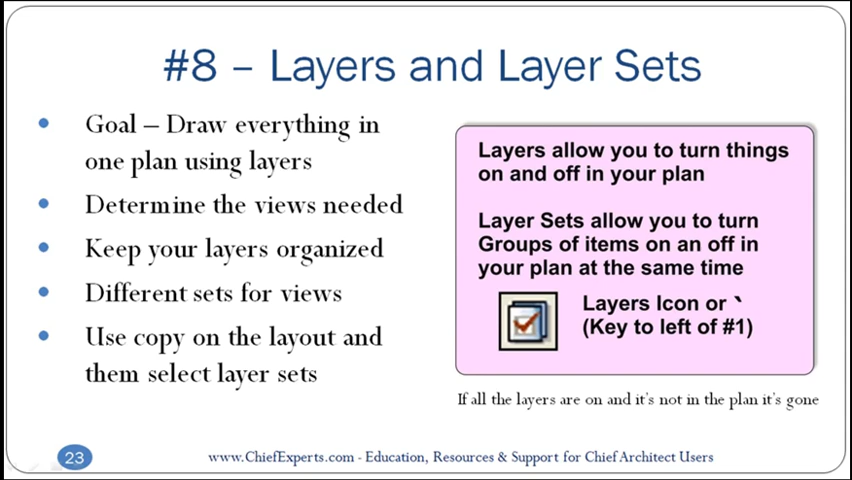 #8 – Layers and Layer Sets
Goal – Draw everything in
one plan using layers
Determine the views needed
Keep your layers organized
Different sets for views
Use copy on the layout and
them select layer sets
Layers allow you to turn things
on and off in your plan
Layer Sets allow you to turn
Groups of items on an off in
your plan at the same time
Layers Icon or `
(Key to left of #1)
If all the layers are on and it's not in the plan it's gone
23
www.ChiefExperts.com - Education, Resources & Support for Chief Architect Users